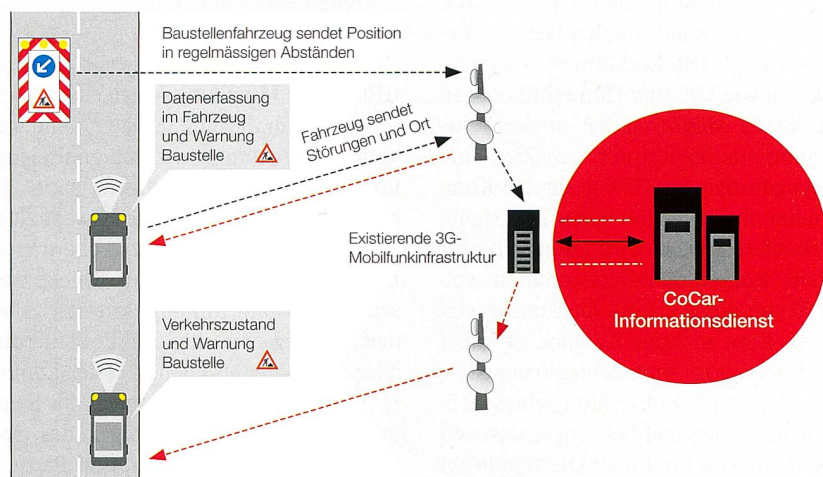 Baustellenfahrzeug sendet Position
in regelmässigen Abständen
Datenerfassung
im Fahrzeug
und Warnung
Baustelle
Fahrzeug sendet
Störungen und Ort
Existierende 3G-
Mobilfunkinfrastruktur
CoCar-
Informationsdienst
Verkehrszustand
und Warnung
Baustelle